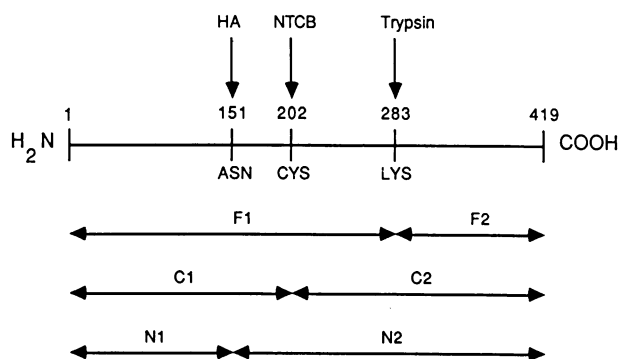 HA NTCB Trypsin
1 151 202 283 419
H2N COOH
ASN CYS LYS
F1 F2
C1 C2
N1 N2